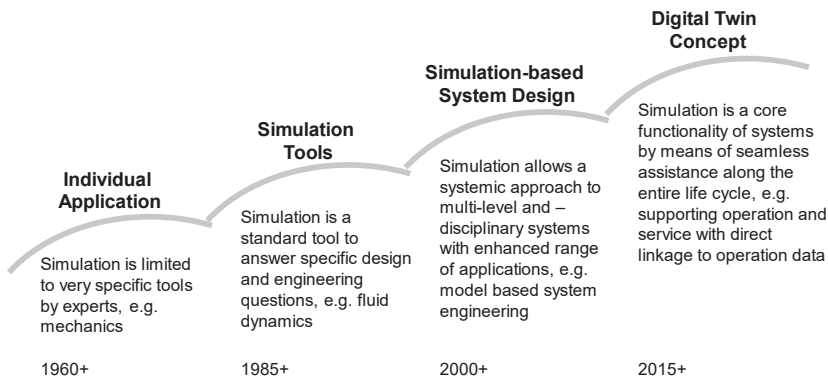 Individual
Application
Simulation is limited
to very specific tools
by experts, e.g.
mechanics
1960+
Simulation
Tools
Simulation is a
standard tool to
answer specific design
and engineering
questions, e.g. fluid
dynamics
1985+
Simulation-based
System Design
Simulation allows a
systemic approach to
multi-level and –
disciplinary systems
with enhanced range
of applications, e.g.
model based system
engineering
2000+
Digital Twin
Concept
Simulation is a core
functionality of systems
by means of seamless
assistance along the
entire life cycle, e.g.
supporting operation and
service with direct
linkage to operation data
2015+